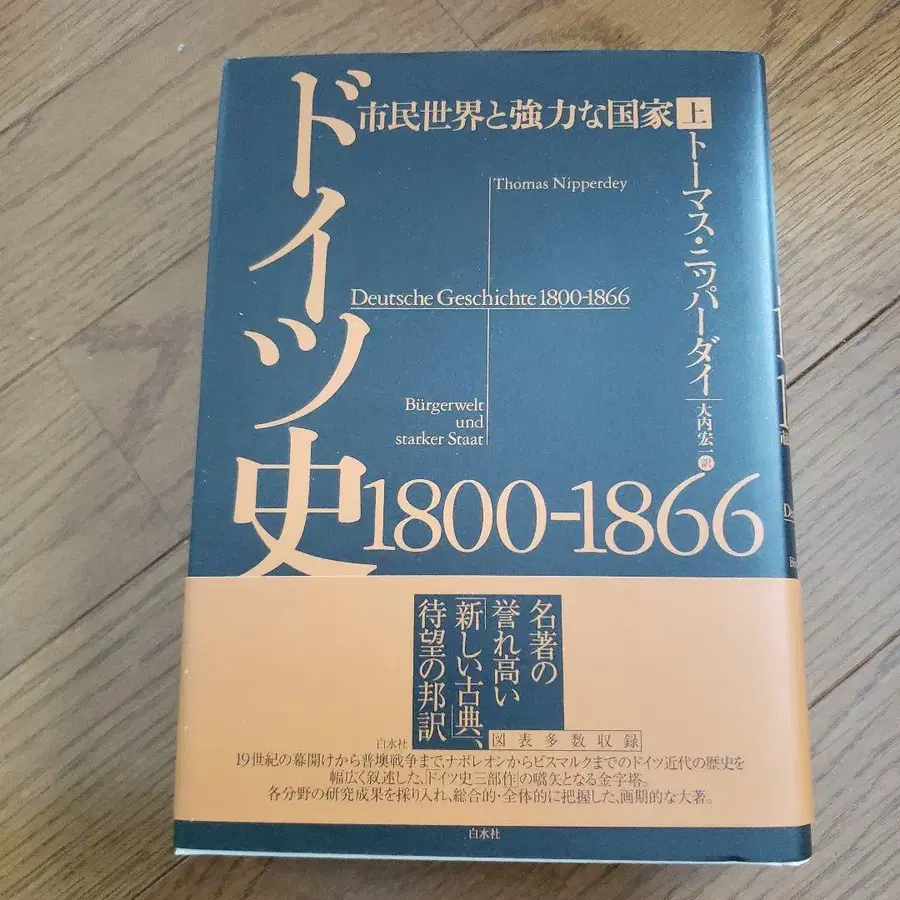 ドイツ史
市民世界と強力な国家 上
トーマス・ニッパーダイ
大内宏一 訳
Thomas Nipperdey
Deutsche Geschichte 1800-1866
Bürgerwelt
und
starker Staat
1800-1866
名著の
誉れ高い
「新しい古典」、
待望の邦訳
図表多数収録
白水社
19世紀の幕開けから普墺戦争まで、ナポレオンからビスマルクまでのドイツ近代の歴史を
幅広く叙述した、「ドイツ史三部作」の嚆矢となる金字塔。
各分野の研究成果を採り入れ、総合的・全体的に把握した、画期的な大著。
白水社